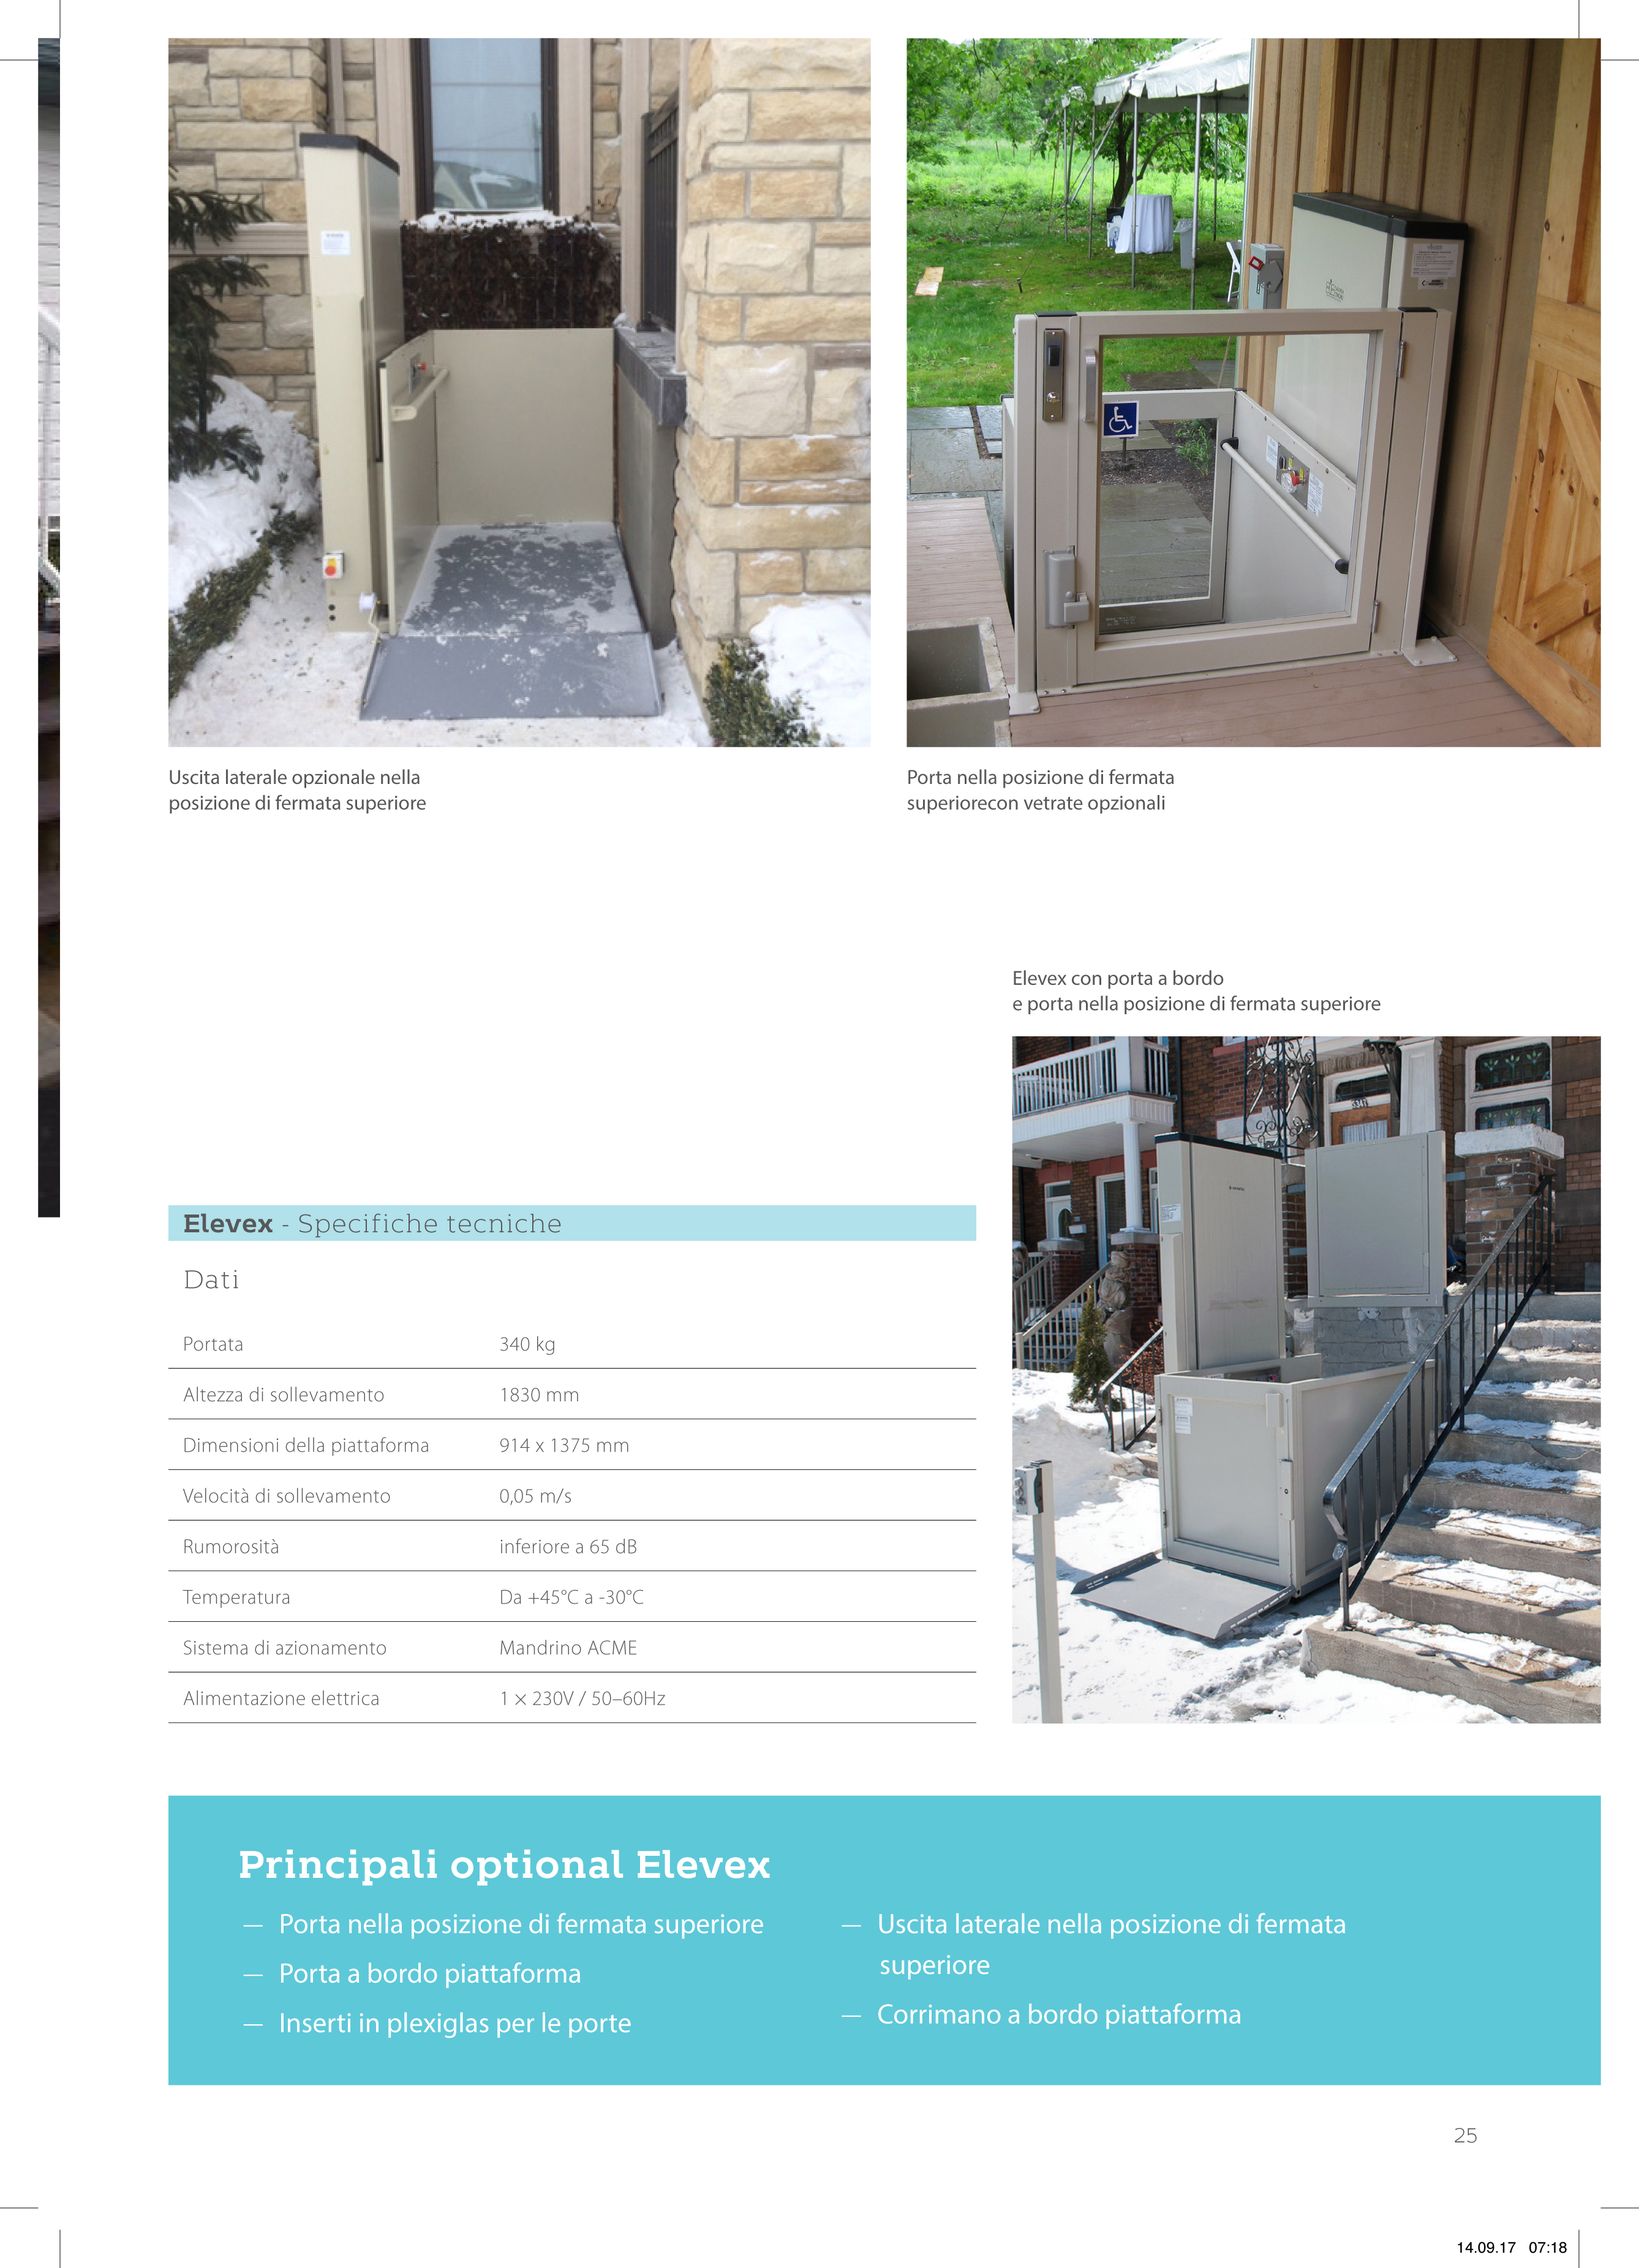 Uscita laterale opzionale nella
posizione di fermata superiore
Porta nella posizione di fermata
superiorecon vetrate opzionali
Elevex con porta a bordo
e porta nella posizione di fermata superiore
Elevex - Specifiche tecniche
Dati
Portata 340 kg
Altezza di sollevamento 1830 mm
Dimensioni della piattaforma 914 x 1375 mm
Velocità di sollevamento 0,05 m/s
Rumorosità inferiore a 65 dB
Temperatura Da +45°C a -30°C
Sistema di azionamento Mandrino ACME
Alimentazione elettrica 1 × 230V / 50–60Hz
Principali optional Elevex
— Porta nella posizione di fermata superiore
— Porta a bordo piattaforma
— Inserti in plexiglas per le porte
— Uscita laterale nella posizione di fermata
superiore
— Corrimano a bordo piattaforma
25
14.09.17 07:18